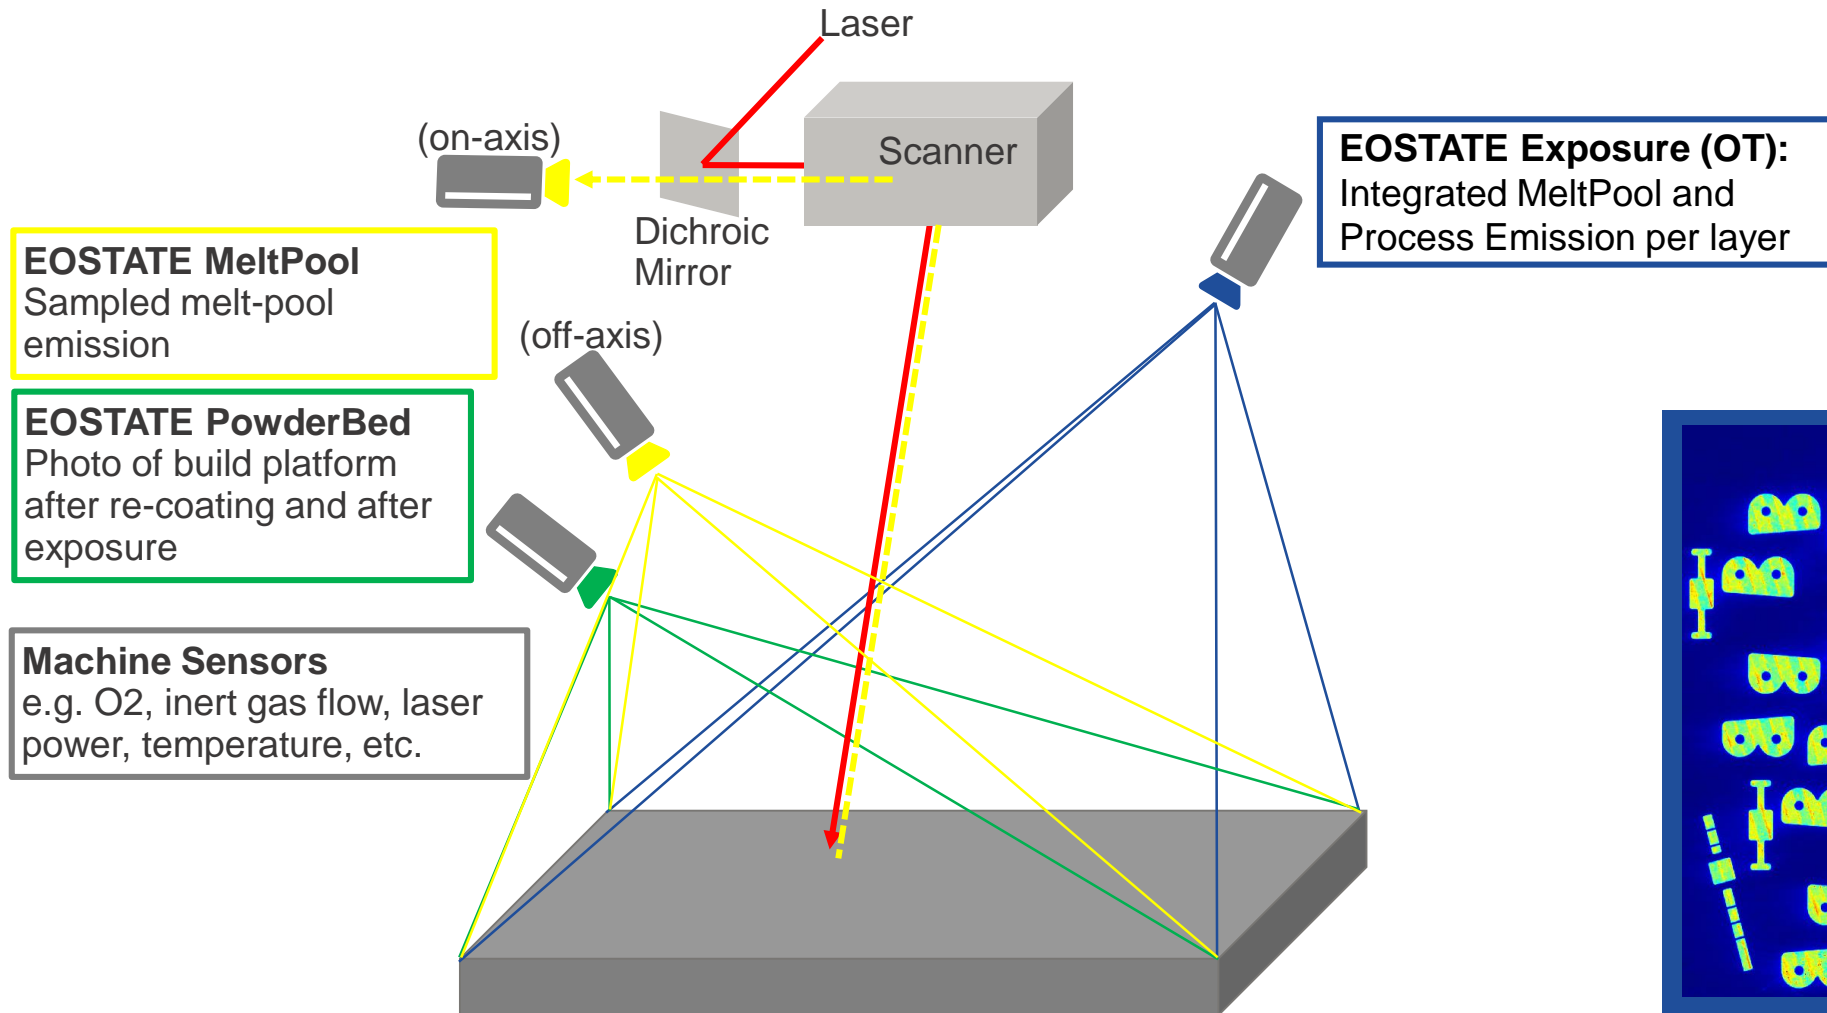 Laser
(on-axis)
Scanner
Dichroic
Mirror
EOSTATE Exposure (OT):
Integrated MeltPool and
Process Emission per layer
EOSTATE MeltPool
Sampled melt-pool
emission
(off-axis)
EOSTATE PowderBed
Photo of build platform
after re-coating and after
exposure
Machine Sensors
e.g. O2, inert gas flow, laser
power, temperature, etc.